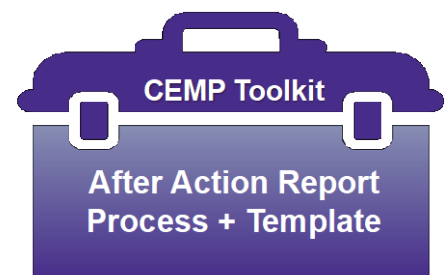 CEMP Toolkit
After Action Report
Process + Template